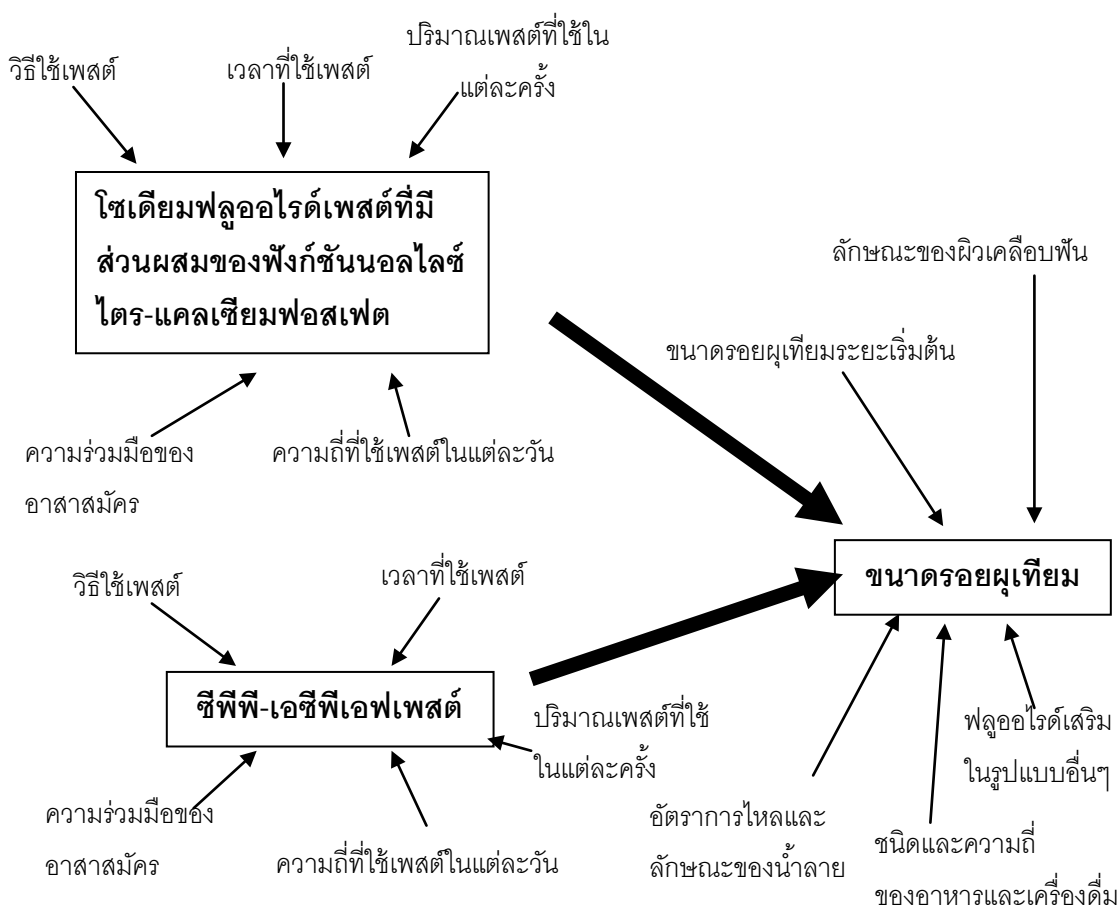 วิธีใช้เพสต์
เวลาที่ใช้เพสต์
ปริมาณเพสต์ที่ใช้ใน
แต่ละครั้ง
โซเดียมฟลูออไรด์เพสต์ที่มี
ส่วนผสมของฟังก์ชันนอลไลซ์
ไตร-แคลเซียมฟอสเฟต
ความร่วมมือของ
อาสาสมัคร
ความถี่ที่ใช้เพสต์ในแต่ละวัน
ลักษณะของผิวเคลือบฟัน
ขนาดรอยผุเทียมระยะเริ่มต้น
ขนาดรอยผุเทียม
วิธีใช้เพสต์
เวลาที่ใช้เพสต์
ซีพีพี-เอซีพีเอฟเพสต์
ปริมาณเพสต์ที่ใช้
ในแต่ละครั้ง
ความร่วมมือของ
อาสาสมัคร
ความถี่ที่ใช้เพสต์ในแต่ละวัน
อัตราการไหลและ
ลักษณะของน้ำลาย
ฟลูออไรด์เสริม
ในรูปแบบอื่นๆ
ชนิดและความถี่
ของอาหารและเครื่องดื่ม